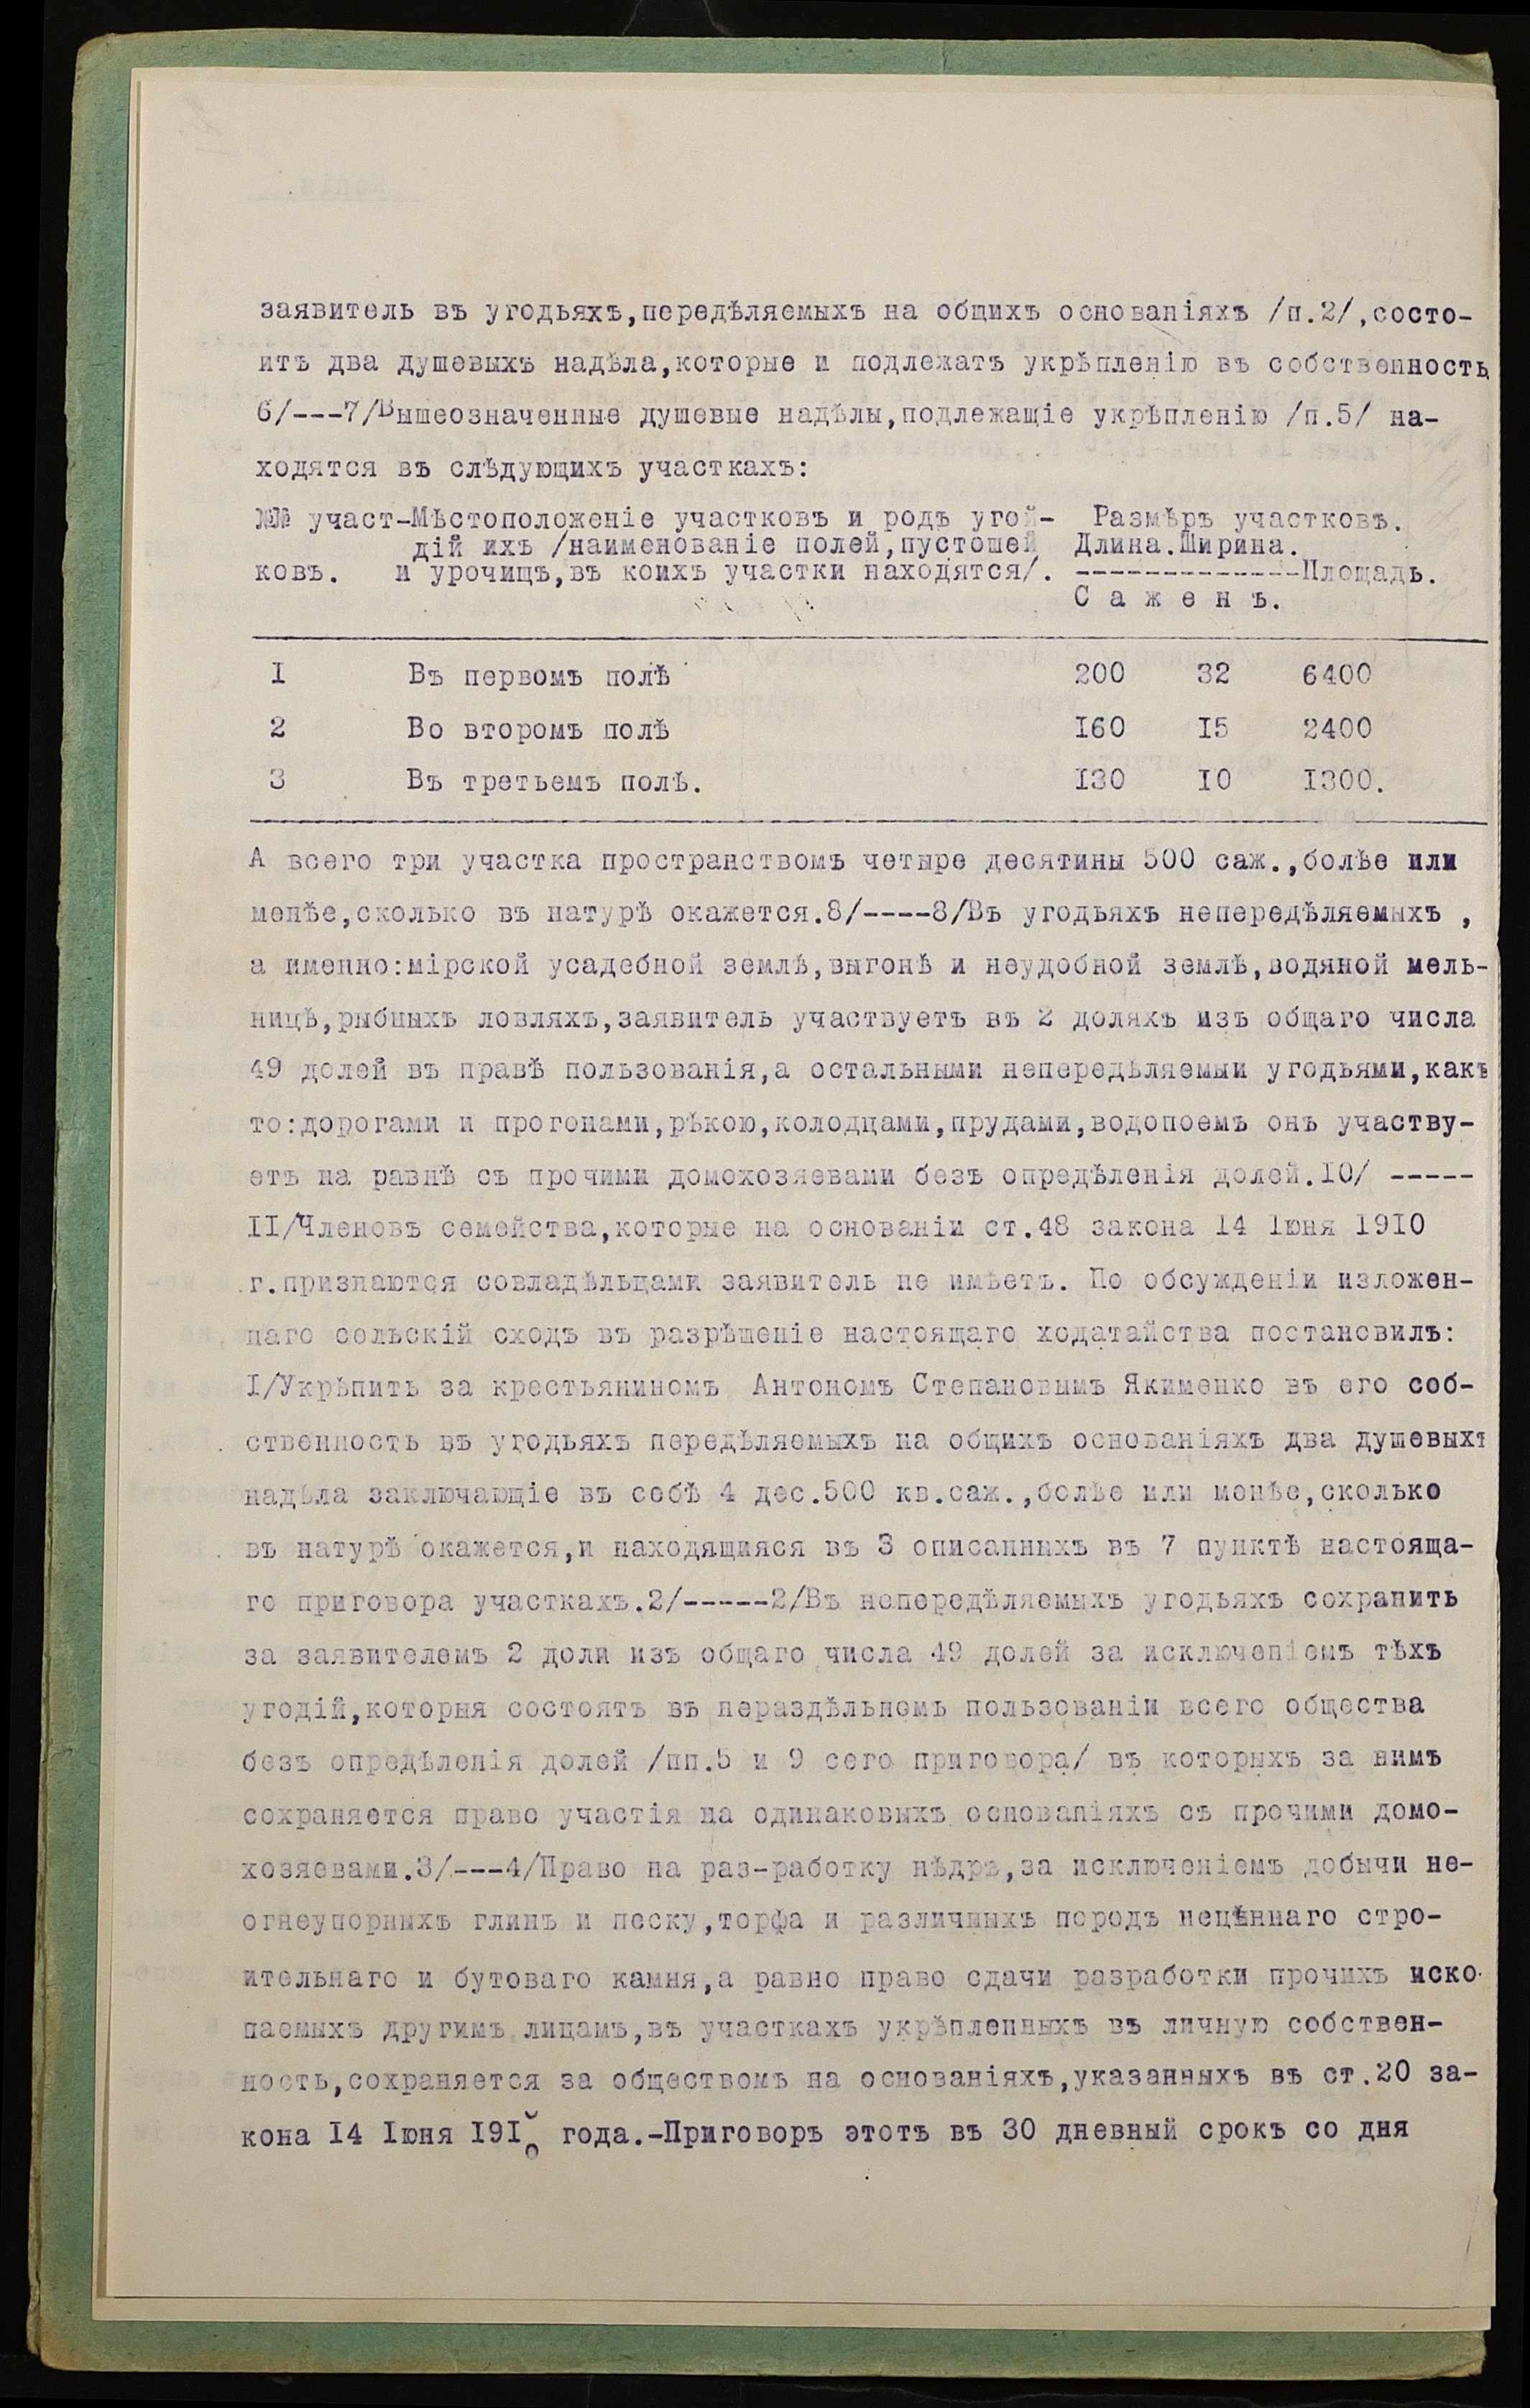 заявитель въ угодьяхъ,передѣляемыхъ на общихъ основаніяхъ /п.2/,состо-
итъ два душевыхъ надѣла,которые и подлежатъ укрѣпленію въ собственность
6/---7/Вышеозначенные душевые надѣлы,подлежащіе укрѣпленію /п.5/ на-
ходятся въ слѣдующихъ участкахъ:
№№ участ-Мѣстоположеніе участковъ и родъ угой- Размѣръ участковъ.
дій ихъ /наименованіе полей,пустошей Длина.Ширина.
ковъ. и урочищъ,въ коихъ участки находятся/. -------------Площадь.
С а ж е н ъ.
I Въ первомъ полѣ 200 32 6400
2 Во второмъ полѣ I60 I5 2400
3 Въ третьемъ полѣ. I30 I0 I300.
А всего три участка пространствомъ четыре десятины 500 саж.,болѣе или
менѣе,сколько въ натурѣ окажется.8/----8/Въ угодьяхъ непередѣляемыхъ ,
а именно:мірской усадебной землѣ,выгонѣ и неудобной землѣ,водяной мель-
ницѣ,рыбныхъ ловляхъ,заявитель участвуетъ въ 2 доляхъ изъ общаго числа
49 долей въ правѣ пользованія,а остальными непередѣляемыи угодьями,какъ
то:дорогами и прогонами,рѣкою,колодцами,прудами,водопоемъ онъ участву-
етъ на равнѣ съ прочими домохозяевами безъ опредѣленія долей.I0/ -----
II/Членовъ семейства,которые на основаніи ст.48 закона I4 Iюня I9I0
г.признаются совладѣльцами заявитель не имѣетъ. По обсужденіи изложен-
наго сельскій сходъ въ разрѣшеніе настоящаго ходатайства постановилъ:
I/Укрѣпить за крестьяниномъ Антономъ Степановымъ Якименко въ его соб-
ственность въ угодьяхъ передѣляемыхъ на общихъ основаніяхъ два душевыхъ
надѣла заключающіе въ себѣ 4 дес.500 кв.саж.,болѣе или менѣе,сколько
въ натурѣ окажется,и находящияся въ 3 описанныхъ въ 7 пунктѣ настояща-
го приговора участкахъ.2/-----2/Въ непередѣляемыхъ угодьяхъ сохранить
за заявителемъ 2 доли изъ общаго числа 49 долей за исключеніемъ тѣхъ
угодій,которыя состоятъ въ нераздѣльномъ пользованіи всего общества
безъ опредѣленія долей /пп.5 и 9 сего приговора/ въ которыхъ за нимъ
сохраняется право участія на одинаковыхъ основаніяхъ съ прочими домо-
хозяевами.3/---4/Право на раз-работку нѣдръ,за исключеніемъ добычи не-
огнеупорныхъ глинъ и песку,торфа и различныхъ породъ нецѣннаго стро-
ительнаго и бутоваго камня,а равно право сдачи разработки прочихъ иско-
паемыхъ другимъ лицамъ,въ участкахъ укрѣпленныхъ въ личную собствен-
ность,сохраняется за обществомъ на основаніяхъ,указанныхъ въ ст.20 за-
кона I4 Iюня I9I0 года.-Приговоръ этотъ въ 30 дневный срокъ со дня